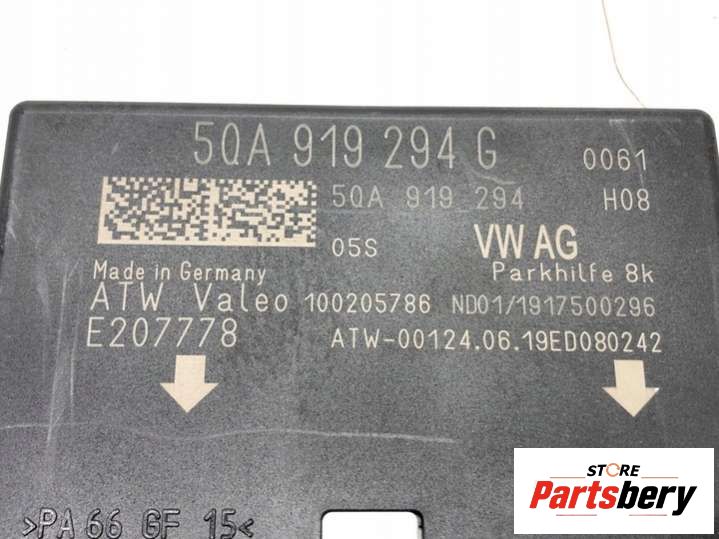 5QA 919 294 G 0061
5QA 919 294 H08
05S VW AG
Made in Germany Parkhilfe 8k
ATW Valeo 100205786 ND01/1917500296
E207778 ATW-00124.06.19ED080242
>PA 66 GF 15<
STORE
Partsbery